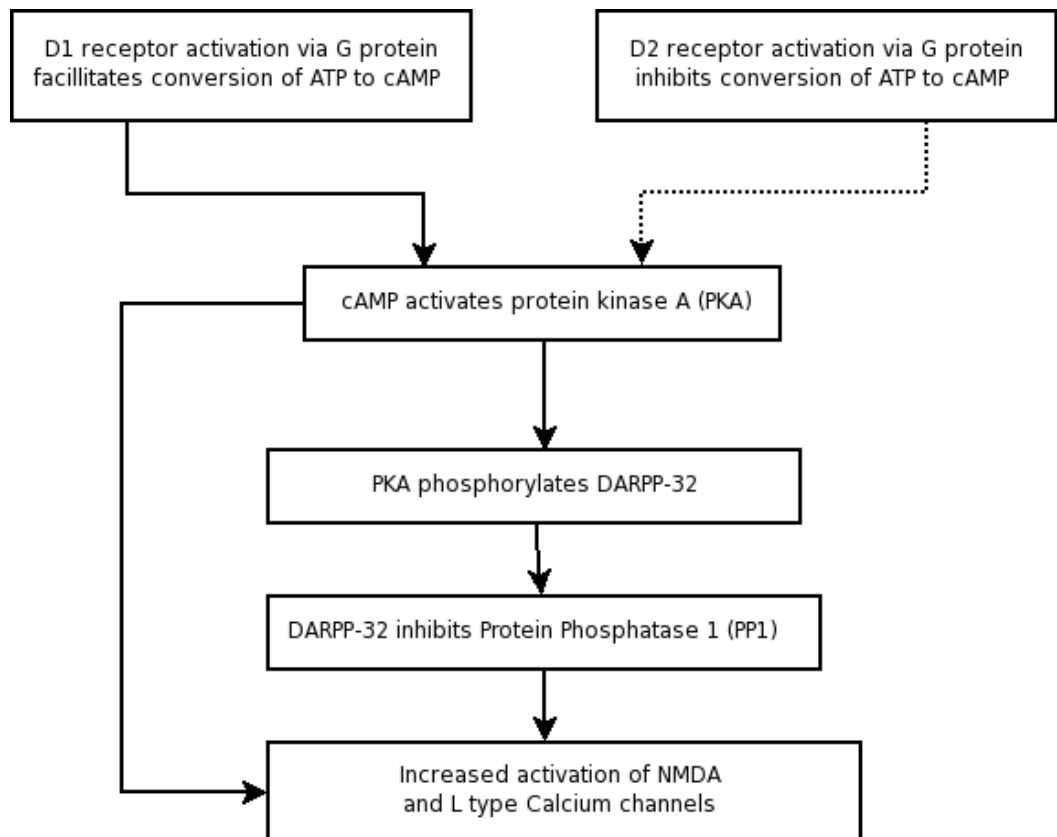 D1 receptor activation via G protein
facillitates conversion of ATP to cAMP
D2 receptor activation via G protein
inhibits conversion of ATP to cAMP
cAMP activates protein kinase A (PKA)
PKA phosphorylates DARPP-32
DARPP-32 inhibits Protein Phosphatase 1 (PP1)
Increased activation of NMDA
and L type Calcium channels